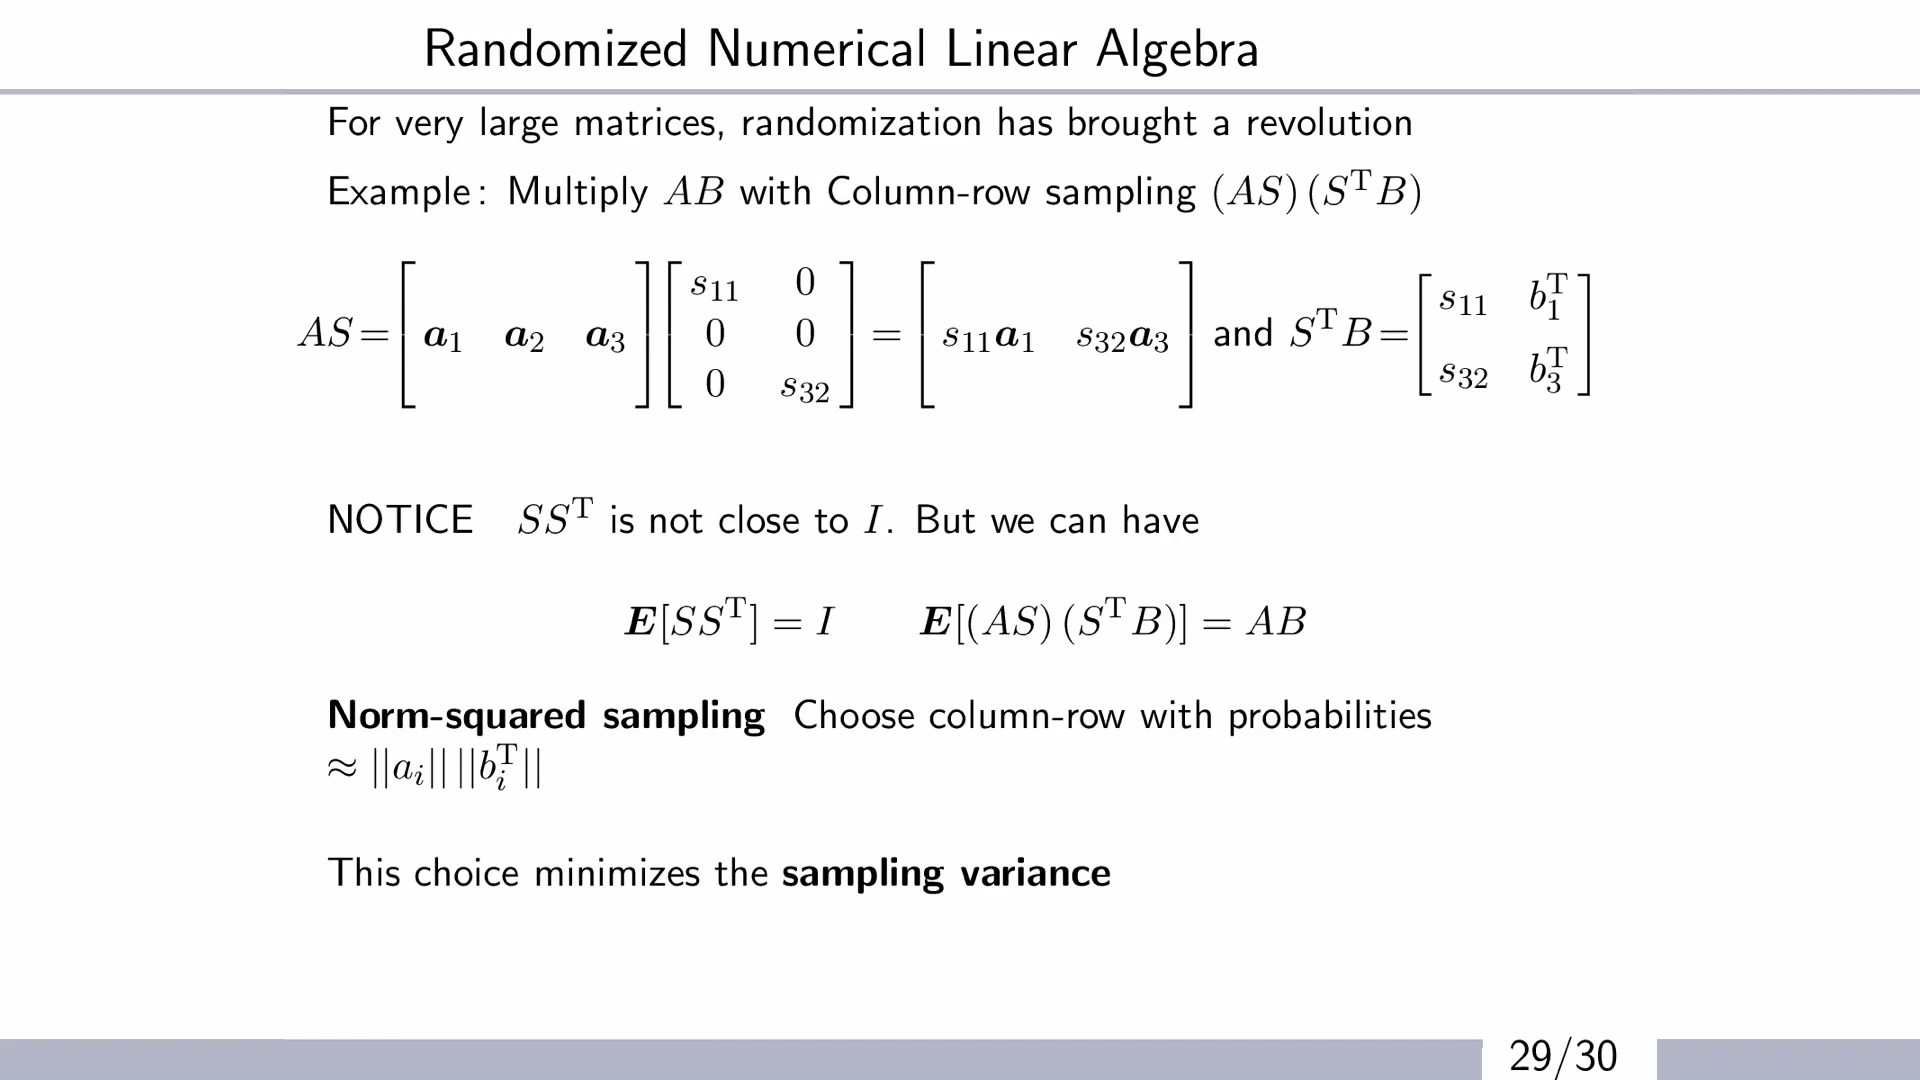 Randomized Numerical Linear Algebra
For very large matrices, randomization has brought a revolution
Example: Multiply AB with Column-row sampling (AS)(SᵀB)
AS = [a₁ a₂ a₃] [s₁₁ 0; 0 0; 0 s₃₂] = [s₁₁a₁ s₃₂a₃] and SᵀB = [s₁₁ b₁ᵀ; s₃₂ b₃ᵀ]
NOTICE SSᵀ is not close to I. But we can have
E[SSᵀ] = I E[(AS)(SᵀB)] = AB
Norm-squared sampling Choose column-row with probabilities
≈ ||aᵢ|| ||bᵢᵀ||
This choice minimizes the sampling variance
29/30